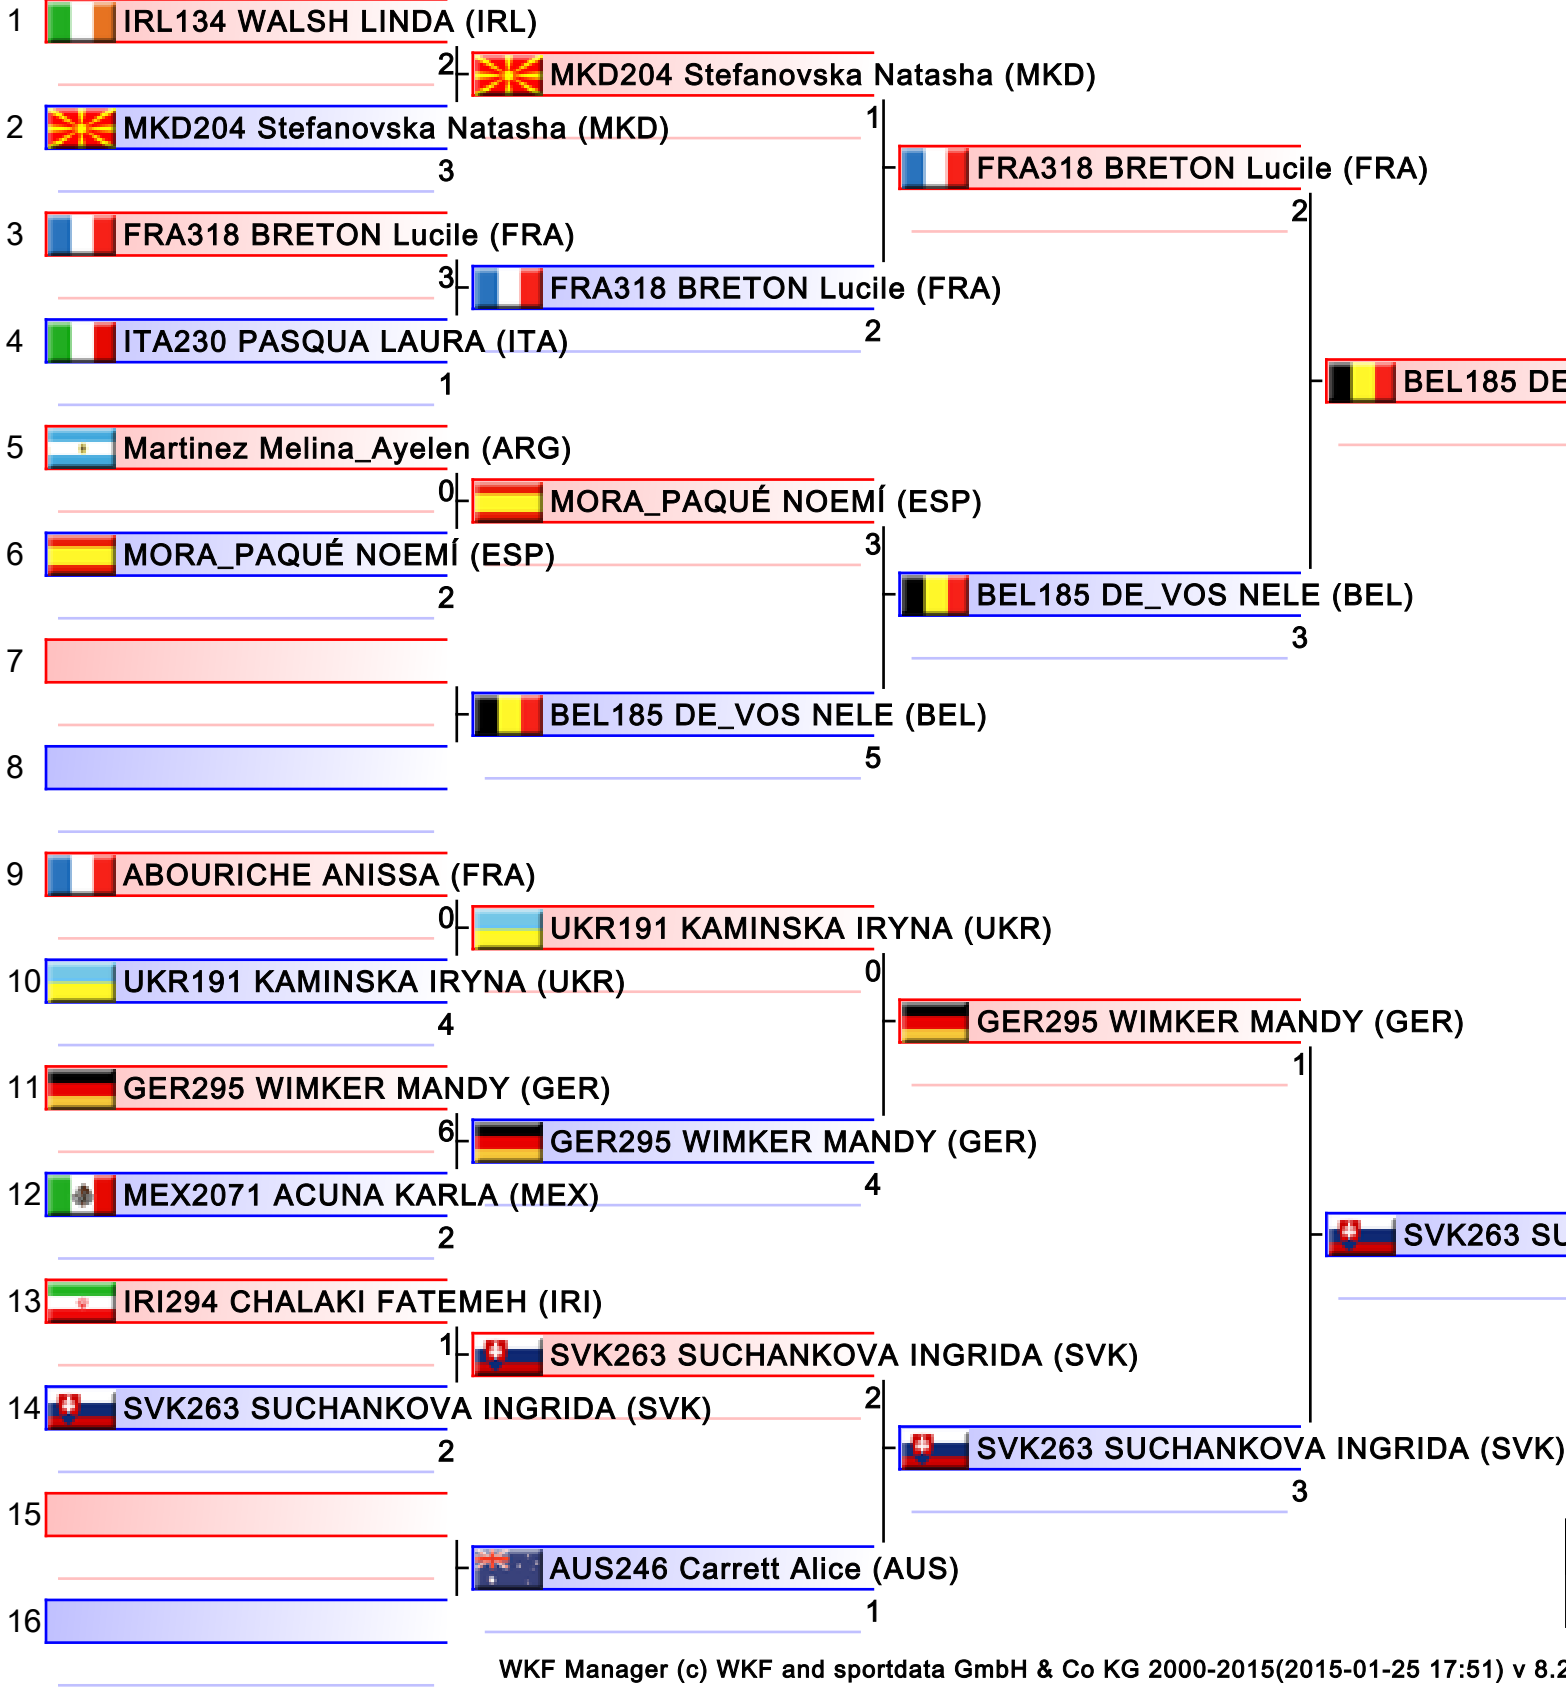 1 IRL134 WALSH LINDA (IRL)
2
MKD204 Stefanovska Natasha (MKD)
1
2 MKD204 Stefanovska Natasha (MKD)
3
FRA318 BRETON Lucile (FRA)
2
3 FRA318 BRETON Lucile (FRA)
3
FRA318 BRETON Lucile (FRA)
2
4 ITA230 PASQUA LAURA (ITA)
1
BEL185 DE
5 Martinez Melina_Ayelen (ARG)
0
MORA_PAQUÉ NOEMÍ (ESP)
3
6 MORA_PAQUÉ NOEMÍ (ESP)
2
BEL185 DE_VOS NELE (BEL)
3
7
BEL185 DE_VOS NELE (BEL)
5
8
9 ABOURICHE ANISSA (FRA)
0
UKR191 KAMINSKA IRYNA (UKR)
0
10 UKR191 KAMINSKA IRYNA (UKR)
4
GER295 WIMKER MANDY (GER)
1
11 GER295 WIMKER MANDY (GER)
6
GER295 WIMKER MANDY (GER)
4
12 MEX2071 ACUNA KARLA (MEX)
2
SVK263 SU
13 IRI294 CHALAKI FATEMEH (IRI)
1
SVK263 SUCHANKOVA INGRIDA (SVK)
2
14 SVK263 SUCHANKOVA INGRIDA (SVK)
2
SVK263 SUCHANKOVA INGRIDA (SVK)
3
15
AUS246 Carrett Alice (AUS)
1
16
WKF Manager (c) WKF and sportdata GmbH & Co KG 2000-2015(2015-01-25 17:51) v 8.2